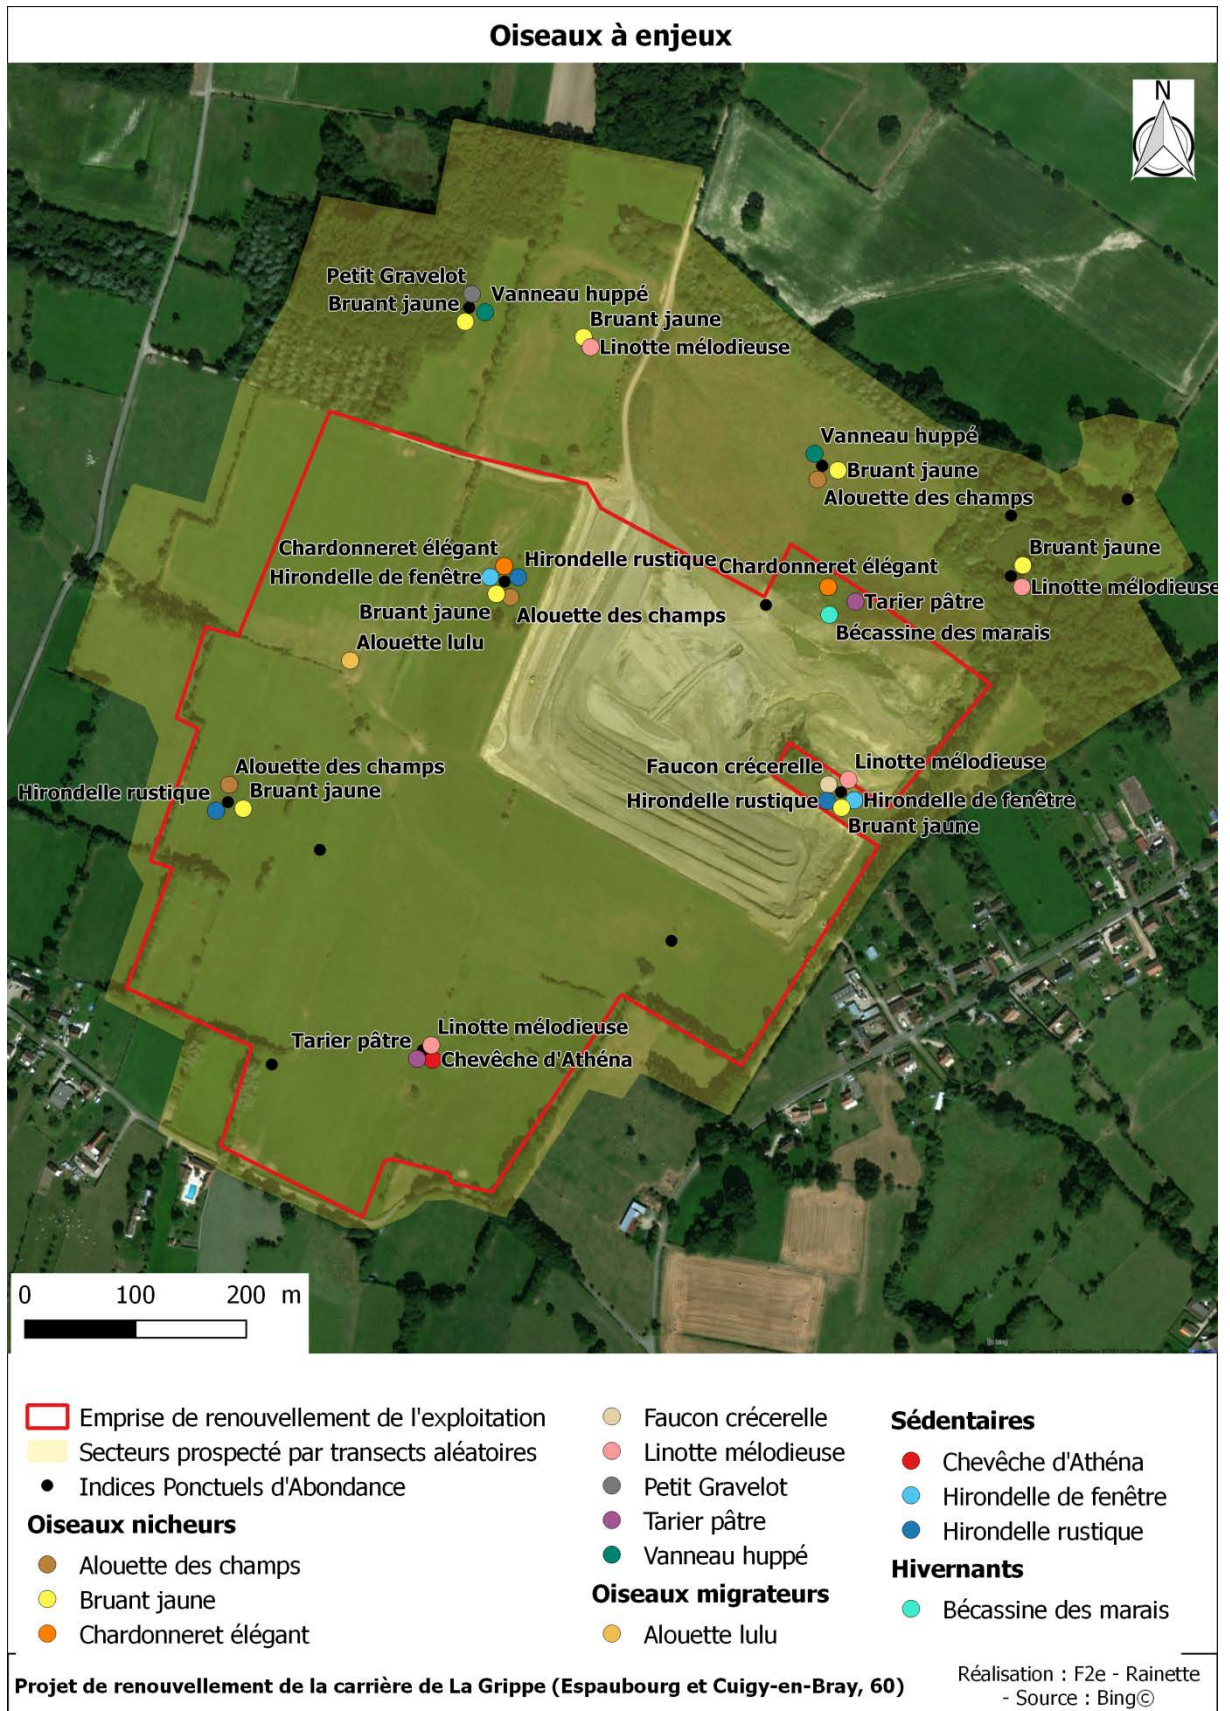 Oiseaux à enjeux
N
Petit Gravelot
Bruant jaune
Vanneau huppé
Bruant jaune
Linotte mélodieuse
Vanneau huppé
Bruant jaune
Alouette des champs
Chardonneret élégant
Hirondelle rustique
Hirondelle de fenêtre
Bruant jaune
Alouette des champs
Alouette lulu
Chardonneret élégant
Tarier pâtre
Bécassine des marais
Bruant jaune
Linotte mélodieuse
Alouette des champs
Hirondelle rustique
Bruant jaune
Faucon crécerelle
Linotte mélodieuse
Hirondelle rustique
Hirondelle de fenêtre
Bruant jaune
Tarier pâtre
Linotte mélodieuse
Chevêche d'Athéna
0 100 200 m
Emprise de renouvellement de l'exploitation
Secteurs prospecté par transects aléatoires
Indices Ponctuels d'Abondance
Oiseaux nicheurs
Alouette des champs
Bruant jaune
Chardonneret élégant
Faucon crécerelle
Linotte mélodieuse
Petit Gravelot
Tarier pâtre
Vanneau huppé
Oiseaux migrateurs
Alouette lulu
Sédentaires
Chevêche d'Athéna
Hirondelle de fenêtre
Hirondelle rustique
Hivernants
Bécassine des marais
Projet de renouvellement de la carrière de La Grippe (Espaubourg et Cuigy-en-Bray, 60)
Réalisation : F2e - Rainette
- Source : Bing©